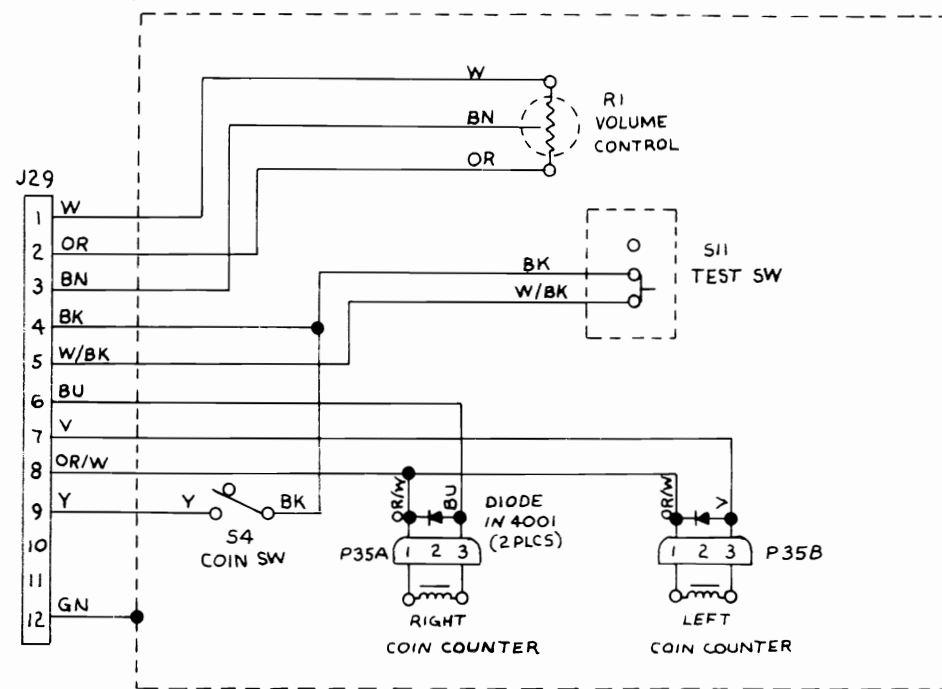 W
R1
VOLUME
CONTROL
BN
OR
J29
1 W
2 OR
3 BN
4 BK
5 W/BK
6 BU
7 V
8 OR/W
9 Y
10
11
12 GN
BK
W/BK
S11
TEST SW
Y
BK
S4
COIN SW
OR/W
BU
DIODE
IN 4001
(2 PLCS)
P35A 1 2 3
RIGHT
COIN COUNTER
OR/W
V
1 2 3 P35B
LEFT
COIN COUNTER